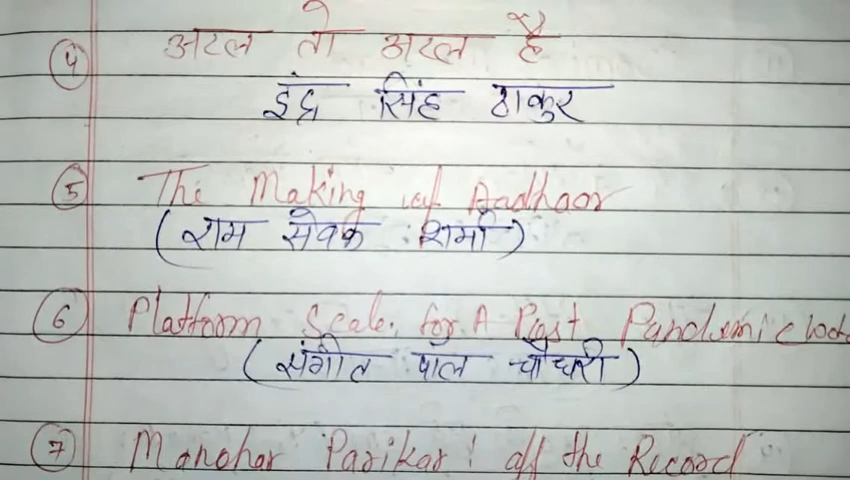 ④ अटल तो अटल है
इंद्र सिंह ठाकुर
⑤ The Making of Aadhaar
(राम सेवक शर्मा)
⑥ Platform Scale, for A Post Pandemic
(संगीत पॉल चौधरी)
⑦ Manohar Parikar: off the Record